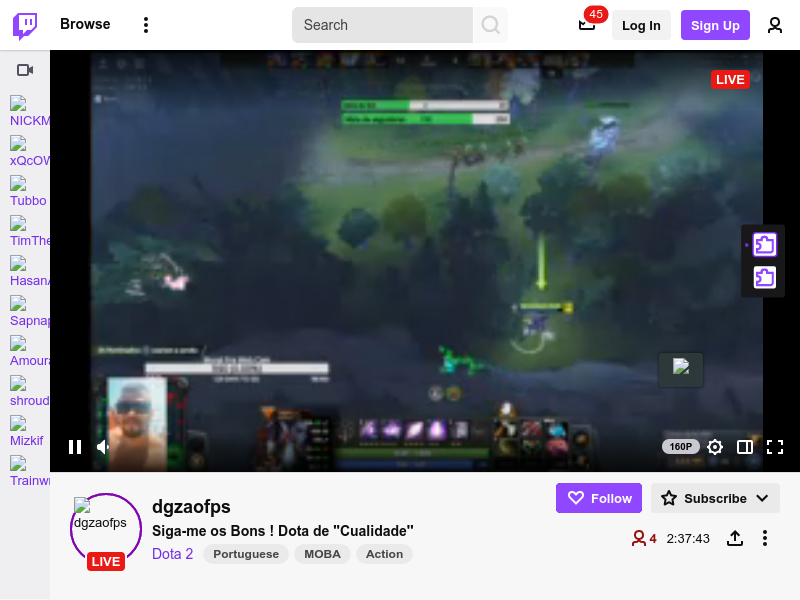 Browse
Search
45
Log In
Sign Up
LIVE
NICKM
xQcOW
Tubbo
TimThe
HasanA
Sapnap
Amoura
shroud
Mizkif
Trainwr
160P
dgzaofps
LIVE
dgzaofps
Siga-me os Bons ! Dota de "Cualidade"
Dota 2
Portuguese
MOBA
Action
Follow
Subscribe
4
2:37:43